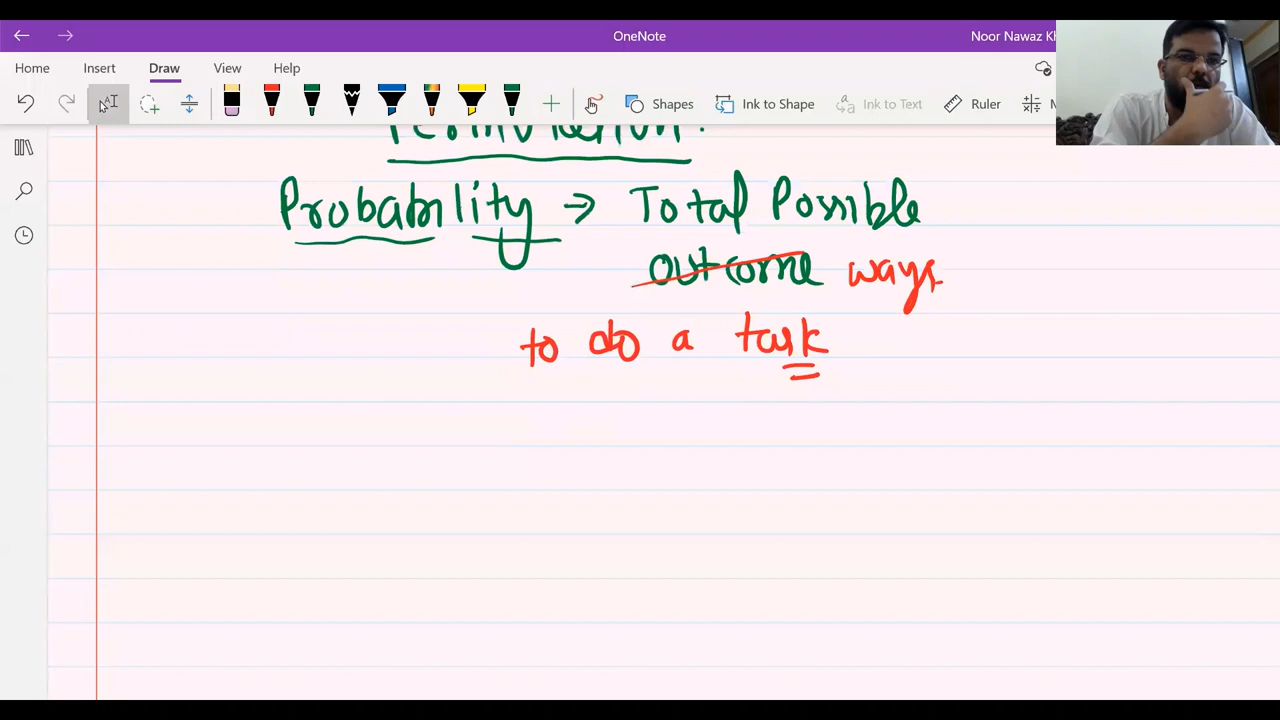 OneNote
Noor Nawaz
Home Insert Draw View Help
Shapes Ink to Shape Ink to Text Ruler
Probability → Total Possible
outcome ways
to do a task